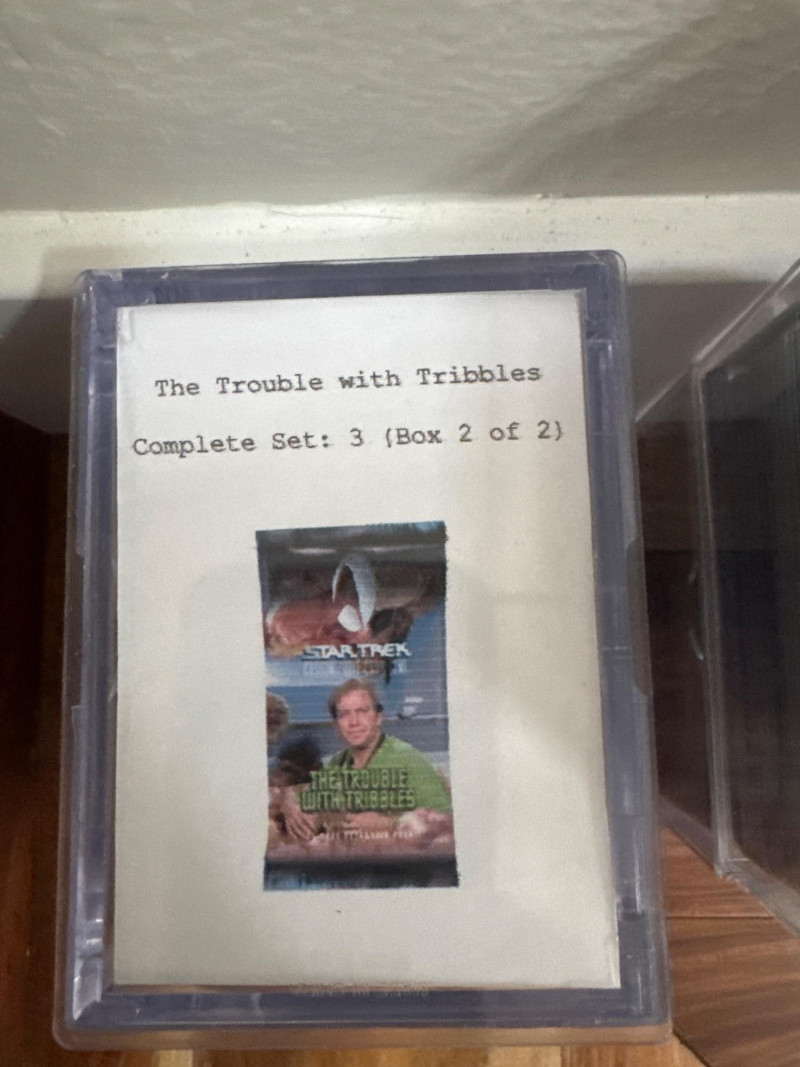 The Trouble with Tribbles
Complete Set: 3 (Box 2 of 2)
STAR TREK
THE TROUBLE
WITH TRIBBLES